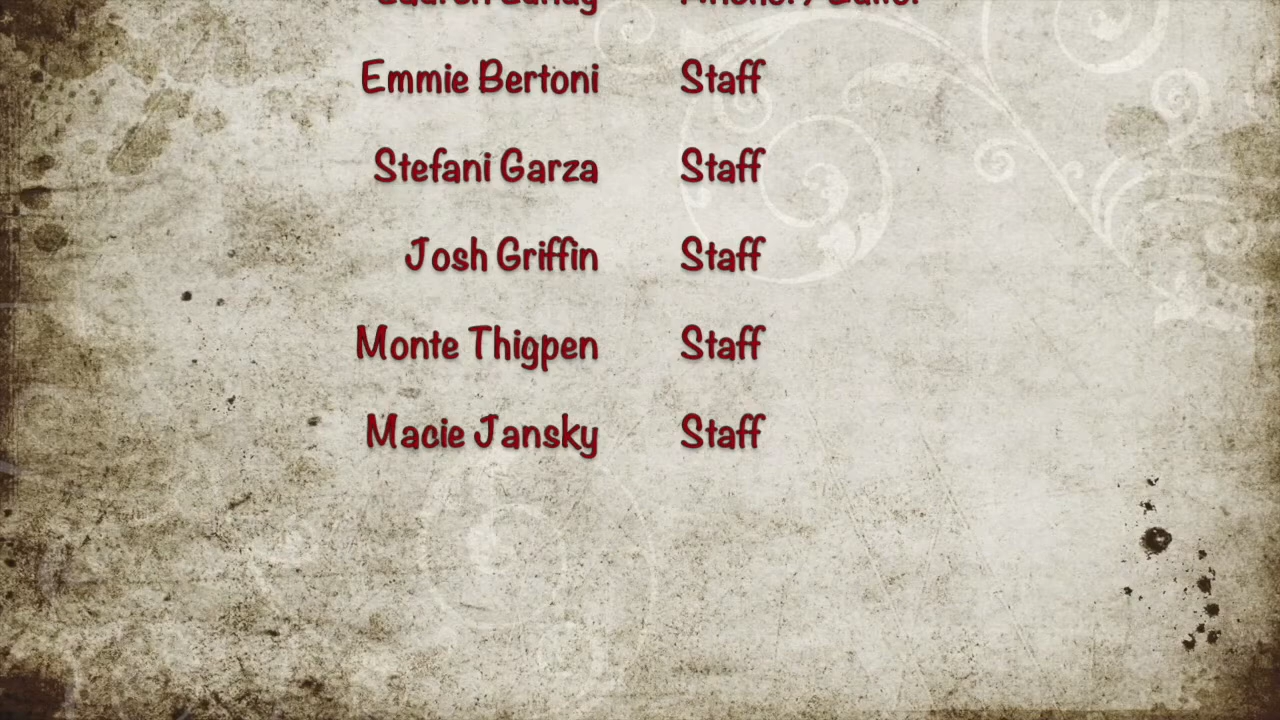 Emmie Bertoni Staff
Stefani Garza Staff
Josh Griffin Staff
Monte Thigpen Staff
Macie Jansky Staff